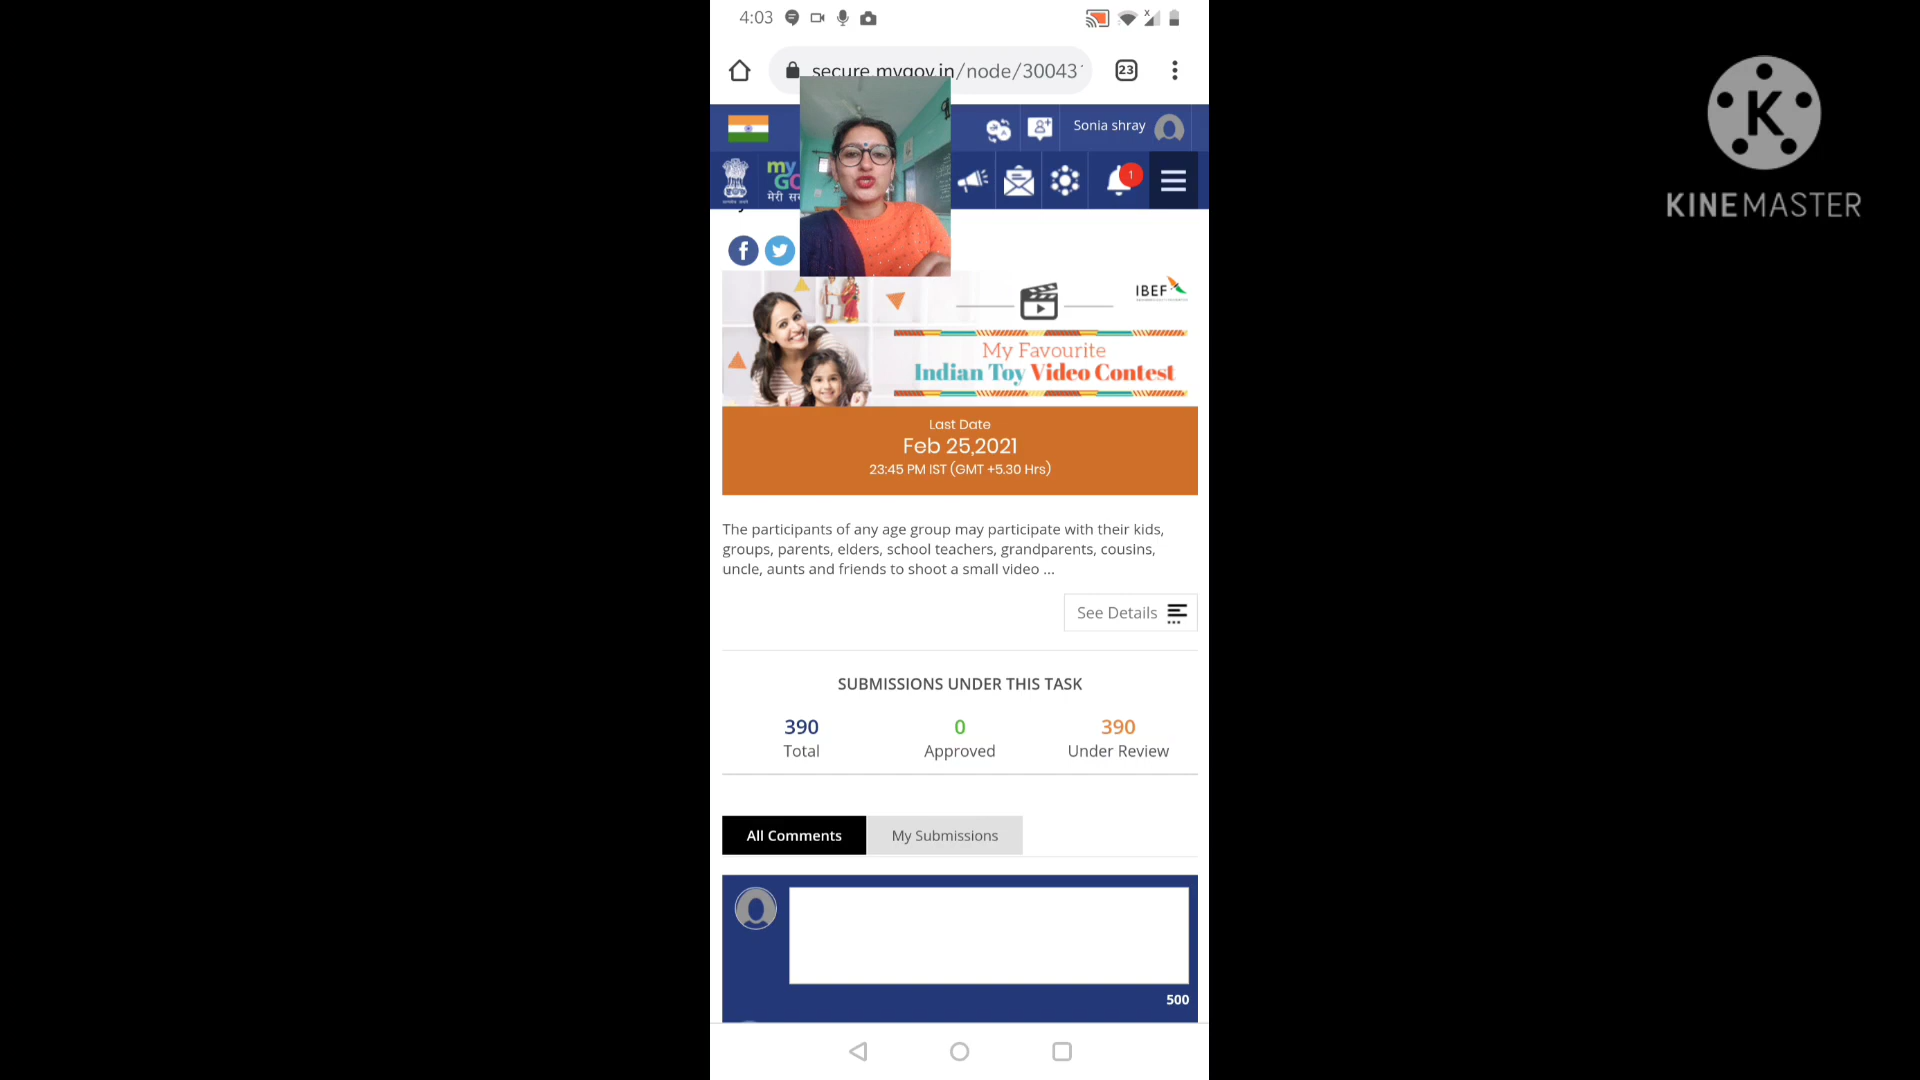 4:03
secure.mygov.in/node/30043
23
Sonia shray
my
GO
मेरी
1
IBEF
My Favourite
Indian Toy Video Contest
Last Date
Feb 25,2021
23:45 PM IST (GMT +5.30 Hrs)
The participants of any age group may participate with their kids,
groups, parents, elders, school teachers, grandparents, cousins,
uncle, aunts and friends to shoot a small video ...
See Details
SUBMISSIONS UNDER THIS TASK
390 0 390
Total Approved Under Review
All Comments My Submissions
500
K
KINEMASTER